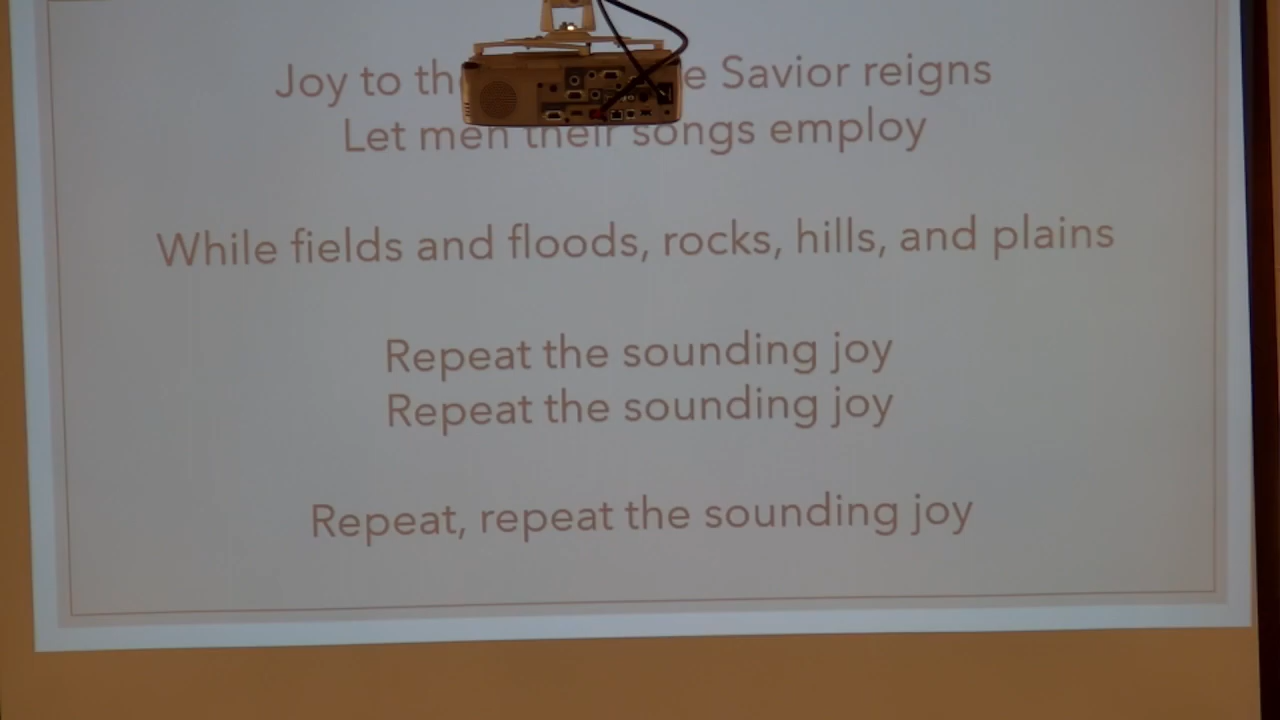 Joy to the Savior reigns
Let men their songs employ
While fields and floods, rocks, hills, and plains
Repeat the sounding joy
Repeat the sounding joy
Repeat, repeat the sounding joy